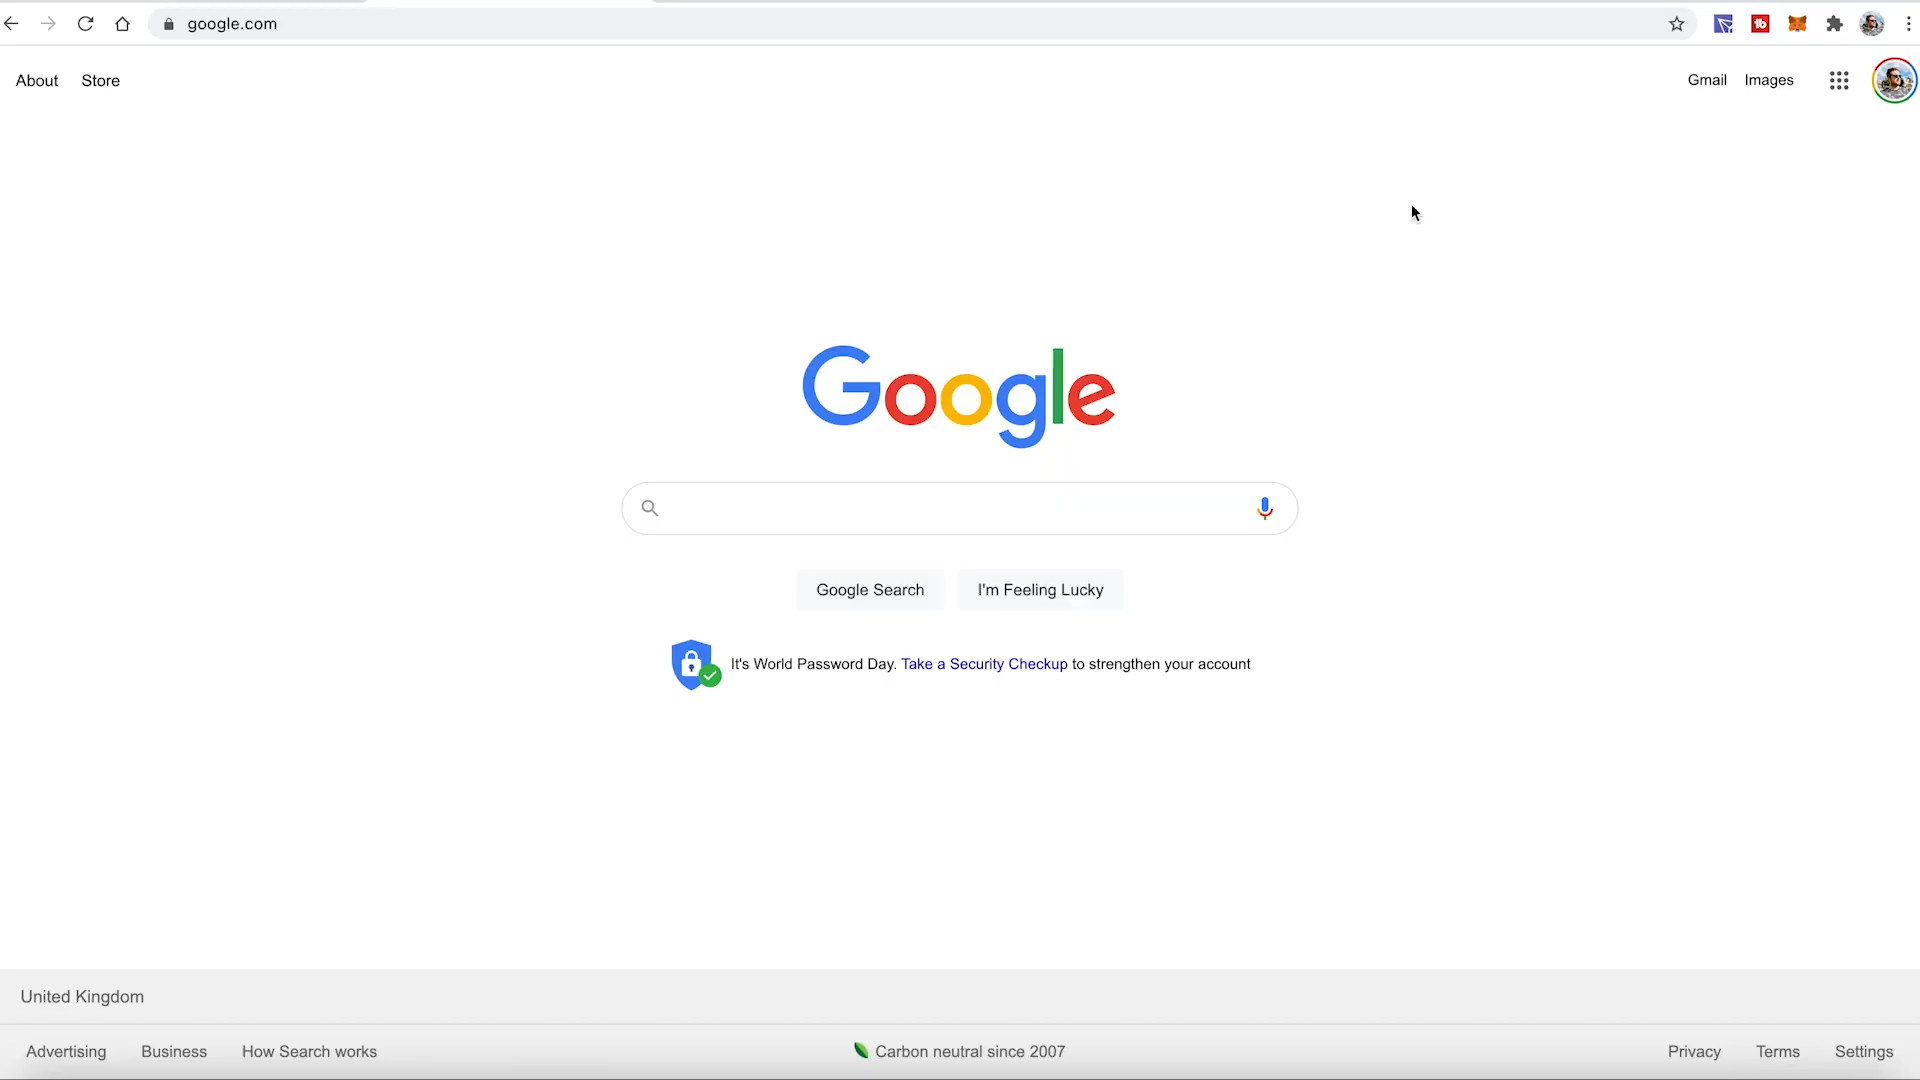 google.com
tb
About Store
Gmail Images
Google
Google Search I'm Feeling Lucky
It's World Password Day. Take a Security Checkup to strengthen your account
United Kingdom
Advertising Business How Search works
Carbon neutral since 2007
Privacy Terms Settings